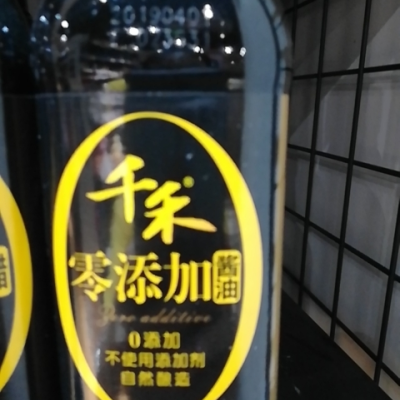 千禾
零添加酱油
Zero additive
0添加
不使用添加剂
自然酿造